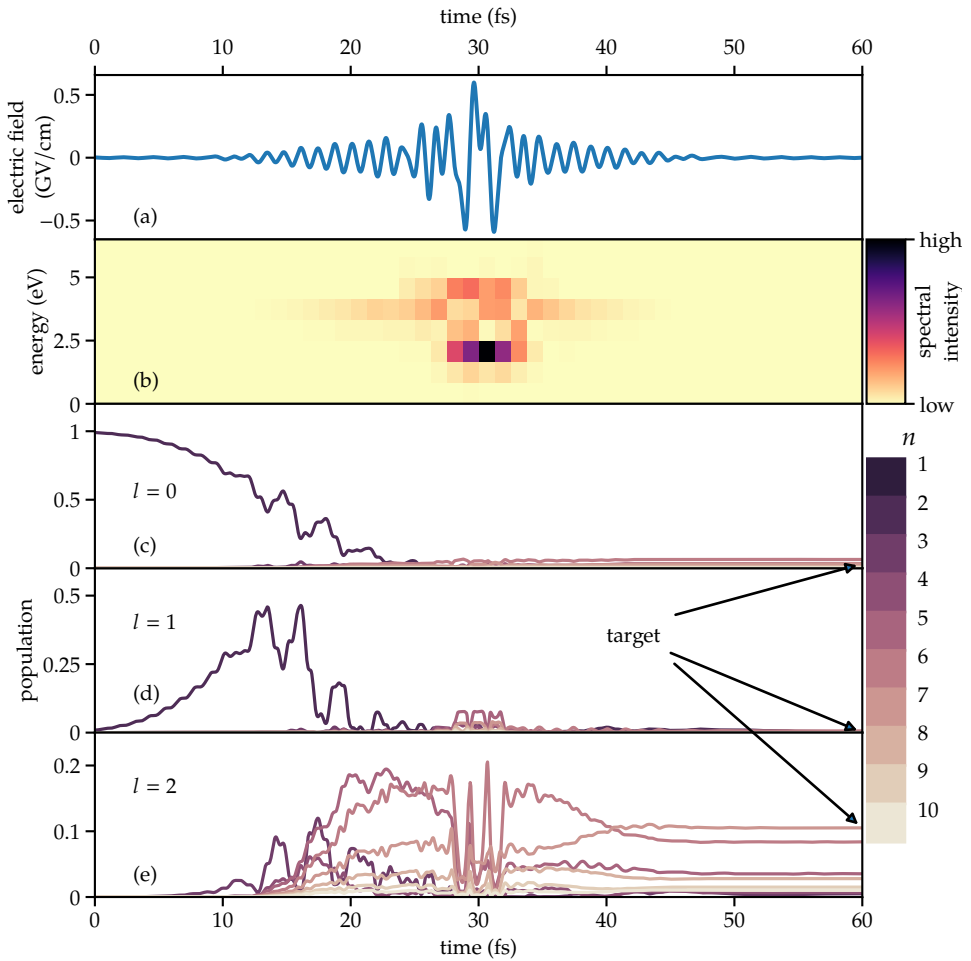 time (fs)
0 10 20 30 40 50 60
electric field
(GV/cm)
0.5
0
−0.5
(a)
energy (eV)
5
2.5
0
(b)
high
low
spectral
intensity
1
0.5
0
l = 0
(c)
population
0.5
0.25
0
l = 1
(d)
target
0.2
0.1
0
l = 2
(e)
n
1
2
3
4
5
6
7
8
9
10
0 10 20 30 40 50 60
time (fs)